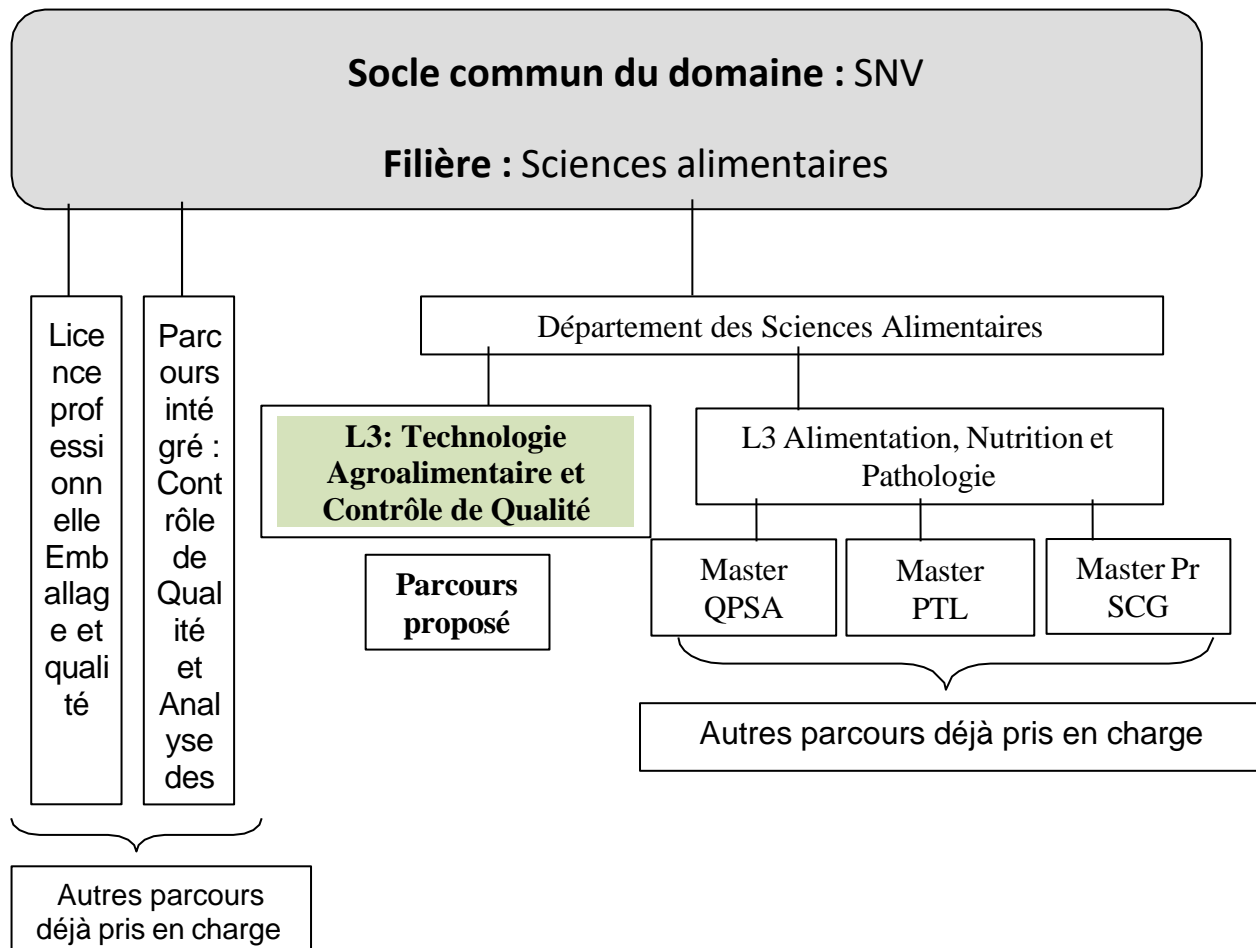 Socle commun du domaine : SNV
Filière : Sciences alimentaires
Lice
nce
prof
essi
onn
elle
Emb
allag
e et
quali
té
Parc
ours
inté
gré :
Cont
rôle
de
Qual
ité
et
Anal
yse
des
Département des Sciences Alimentaires
L3: Technologie
Agroalimentaire et
Contrôle de Qualité
L3 Alimentation, Nutrition et
Pathologie
Parcours
proposé
Master
QPSA
Master
PTL
Master Pr
SCG
Autres parcours déjà pris en charge
Autres parcours
déjà pris en charge